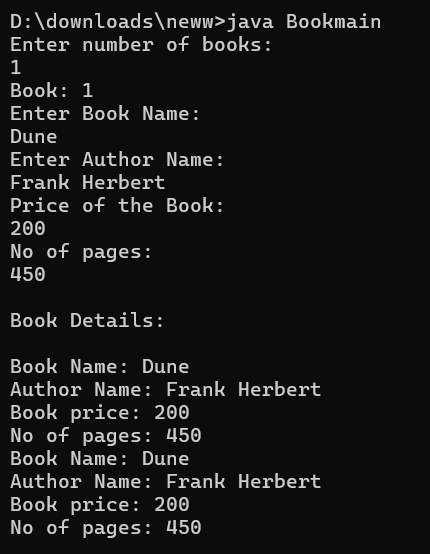 D:\downloads\neww>java Bookmain
Enter number of books:
1
Book: 1
Enter Book Name:
Dune
Enter Author Name:
Frank Herbert
Price of the Book:
200
No of pages:
450
Book Details:
Book Name: Dune
Author Name: Frank Herbert
Book price: 200
No of pages: 450
Book Name: Dune
Author Name: Frank Herbert
Book price: 200
No of pages: 450